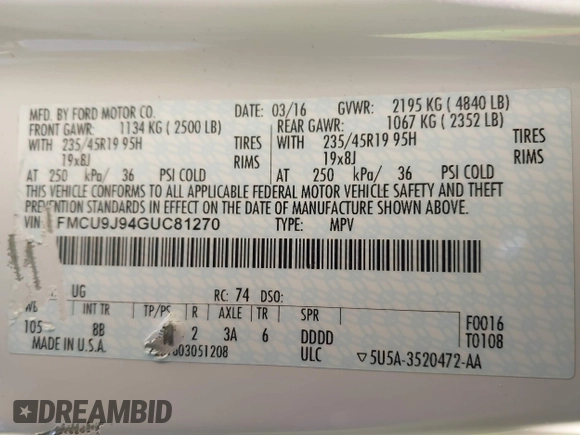 MFD. BY FORD MOTOR CO. DATE: 03/16 GVWR: 2195 KG ( 4840 LB)
FRONT GAWR: 1134 KG ( 2500 LB) REAR GAWR: 1067 KG ( 2352 LB)
WITH 235/45R19 95H TIRES WITH 235/45R19 95H TIRES
19x8J RIMS 19x8J RIMS
AT 250 kPa/ 36 PSI COLD AT 250 kPa/ 36 PSI COLD
THIS VEHICLE CONFORMS TO ALL APPLICABLE FEDERAL MOTOR VEHICLE SAFETY AND THEFT
PREVENTION STANDARDS IN EFFECT ON THE DATE OF MANUFACTURE SHOWN ABOVE.
VIN: FMCU9J94GUC81270 TYPE: MPV
UG RC: 74 DSO:
WB INT TR TP/PS R AXLE TR SPR F0016
105 BB 2 3A 6 DDDD T0108
MADE IN U.S.A. 603051208 ULC ▽5U5A-3520472-AA
DREAMBID